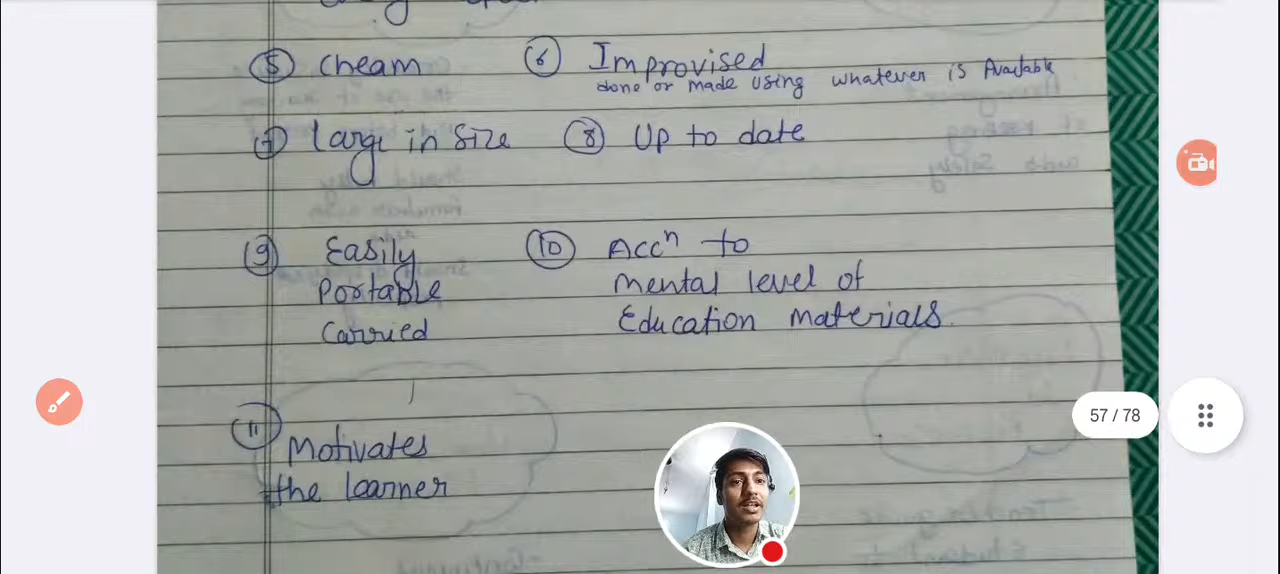 ⑤ cheam
⑥ Improvised
done or made using whatever is Available
⑦ Large in size
⑧ Up to date
⑨ Easily
Portable
Carried
⑩ Accⁿ to
mental level of
Education materials.
⑪ Motivates
the learner
57 / 78